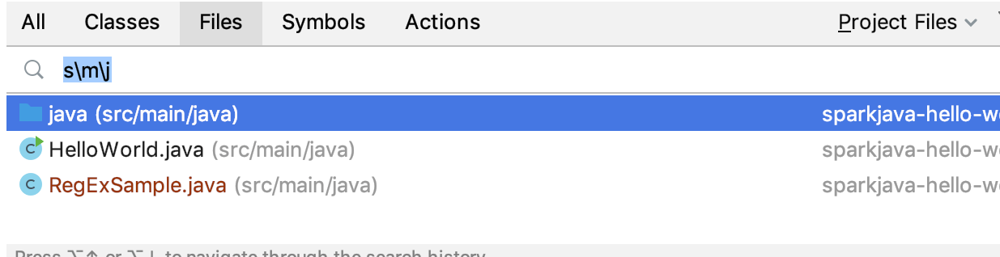 All Classes Files Symbols Actions Project Files
s\m\j
java (src/main/java) sparkjava-hello-w
HelloWorld.java (src/main/java) sparkjava-hello-w
RegExSample.java (src/main/java) sparkjava-hello-w
Press ⌥↑ or ⌥↓ to navigate through the search history